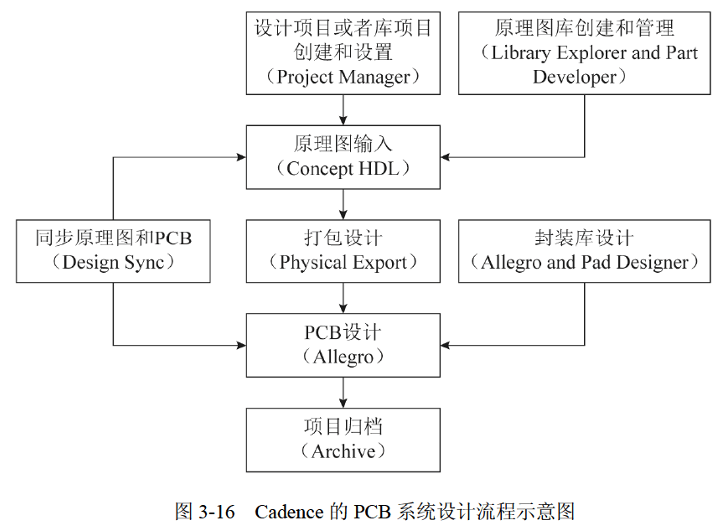 设计项目或者库项目
创建和设置
（Project Manager）
原理图库创建和管理
（Library Explorer and Part
Developer）
原理图输入
（Concept HDL）
同步原理图和PCB
（Design Sync）
打包设计
（Physical Export）
封装库设计
（Allegro and Pad Designer）
PCB设计
（Allegro）
项目归档
（Archive）
图 3-16 Cadence 的 PCB 系统设计流程示意图